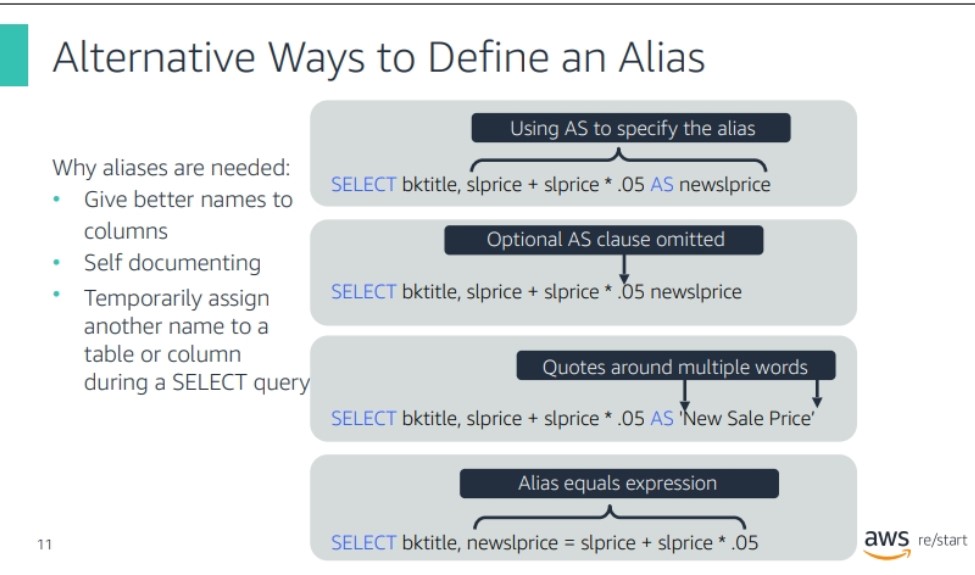 Alternative Ways to Define an Alias
Why aliases are needed:
• Give better names to
columns
• Self documenting
• Temporarily assign
another name to a
table or column
during a SELECT query
Using AS to specify the alias
SELECT bktitle, slprice + slprice * .05 AS newslprice
Optional AS clause omitted
SELECT bktitle, slprice + slprice * .05 newslprice
Quotes around multiple words
SELECT bktitle, slprice + slprice * .05 AS 'New Sale Price’
Alias equals expression
SELECT bktitle, newslprice = slprice + slprice * .05
11
aws re/start